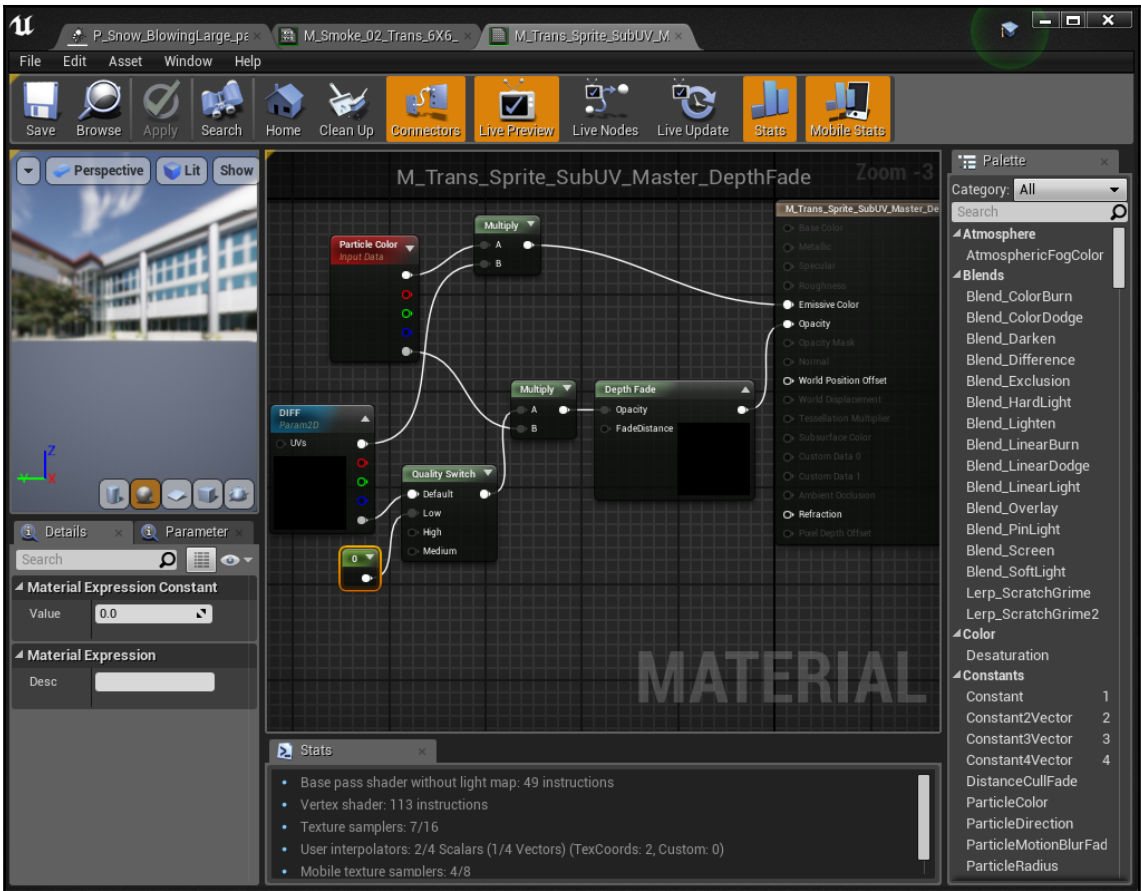 P_Snow_BlowingLarge_pa
M_Smoke_02_Trans_6X6_
M_Trans_Sprite_SubUV_M
File Edit Asset Window Help
Save Browse Apply Search Home Clean Up Connectors Live Preview Live Nodes Live Update Stats Mobile Stats
Perspective Lit Show
Z
Y X
Details
Parameter
Search
Material Expression Constant
Value 0.0
Material Expression
Desc
M_Trans_Sprite_SubUV_Master_DepthFade
Zoom -3
Particle Color
Input Data
Multiply
A
B
DIFF
Param2D
UVs
Quality Switch
Default
Low
High
Medium
0
Multiply
A
B
Depth Fade
Opacity
FadeDistance
M_Trans_Sprite_SubUV_Master_De
Base Color
Metallic
Specular
Roughness
Emissive Color
Opacity
Opacity Mask
Normal
World Position Offset
World Displacement
Tessellation Multiplier
Subsurface Color
Custom Data 0
Custom Data 1
Ambient Occlusion
Refraction
Pixel Depth Offset
MATERIAL
Stats
• Base pass shader without light map: 49 instructions
• Vertex shader: 113 instructions
• Texture samplers: 7/16
• User interpolators: 2/4 Scalars (1/4 Vectors) (TexCoords: 2, Custom: 0)
• Mobile texture samplers: 4/8
Palette
Category: All
Search
Atmosphere
AtmosphericFogColor
Blends
Blend_ColorBurn
Blend_ColorDodge
Blend_Darken
Blend_Difference
Blend_Exclusion
Blend_HardLight
Blend_Lighten
Blend_LinearBurn
Blend_LinearDodge
Blend_LinearLight
Blend_Overlay
Blend_PinLight
Blend_Screen
Blend_SoftLight
Lerp_ScratchGrime
Lerp_ScratchGrime2
Color
Desaturation
Constants
Constant 1
Constant2Vector 2
Constant3Vector 3
Constant4Vector 4
DistanceCullFade
ParticleColor
ParticleDirection
ParticleMotionBlurFad
ParticleRadius